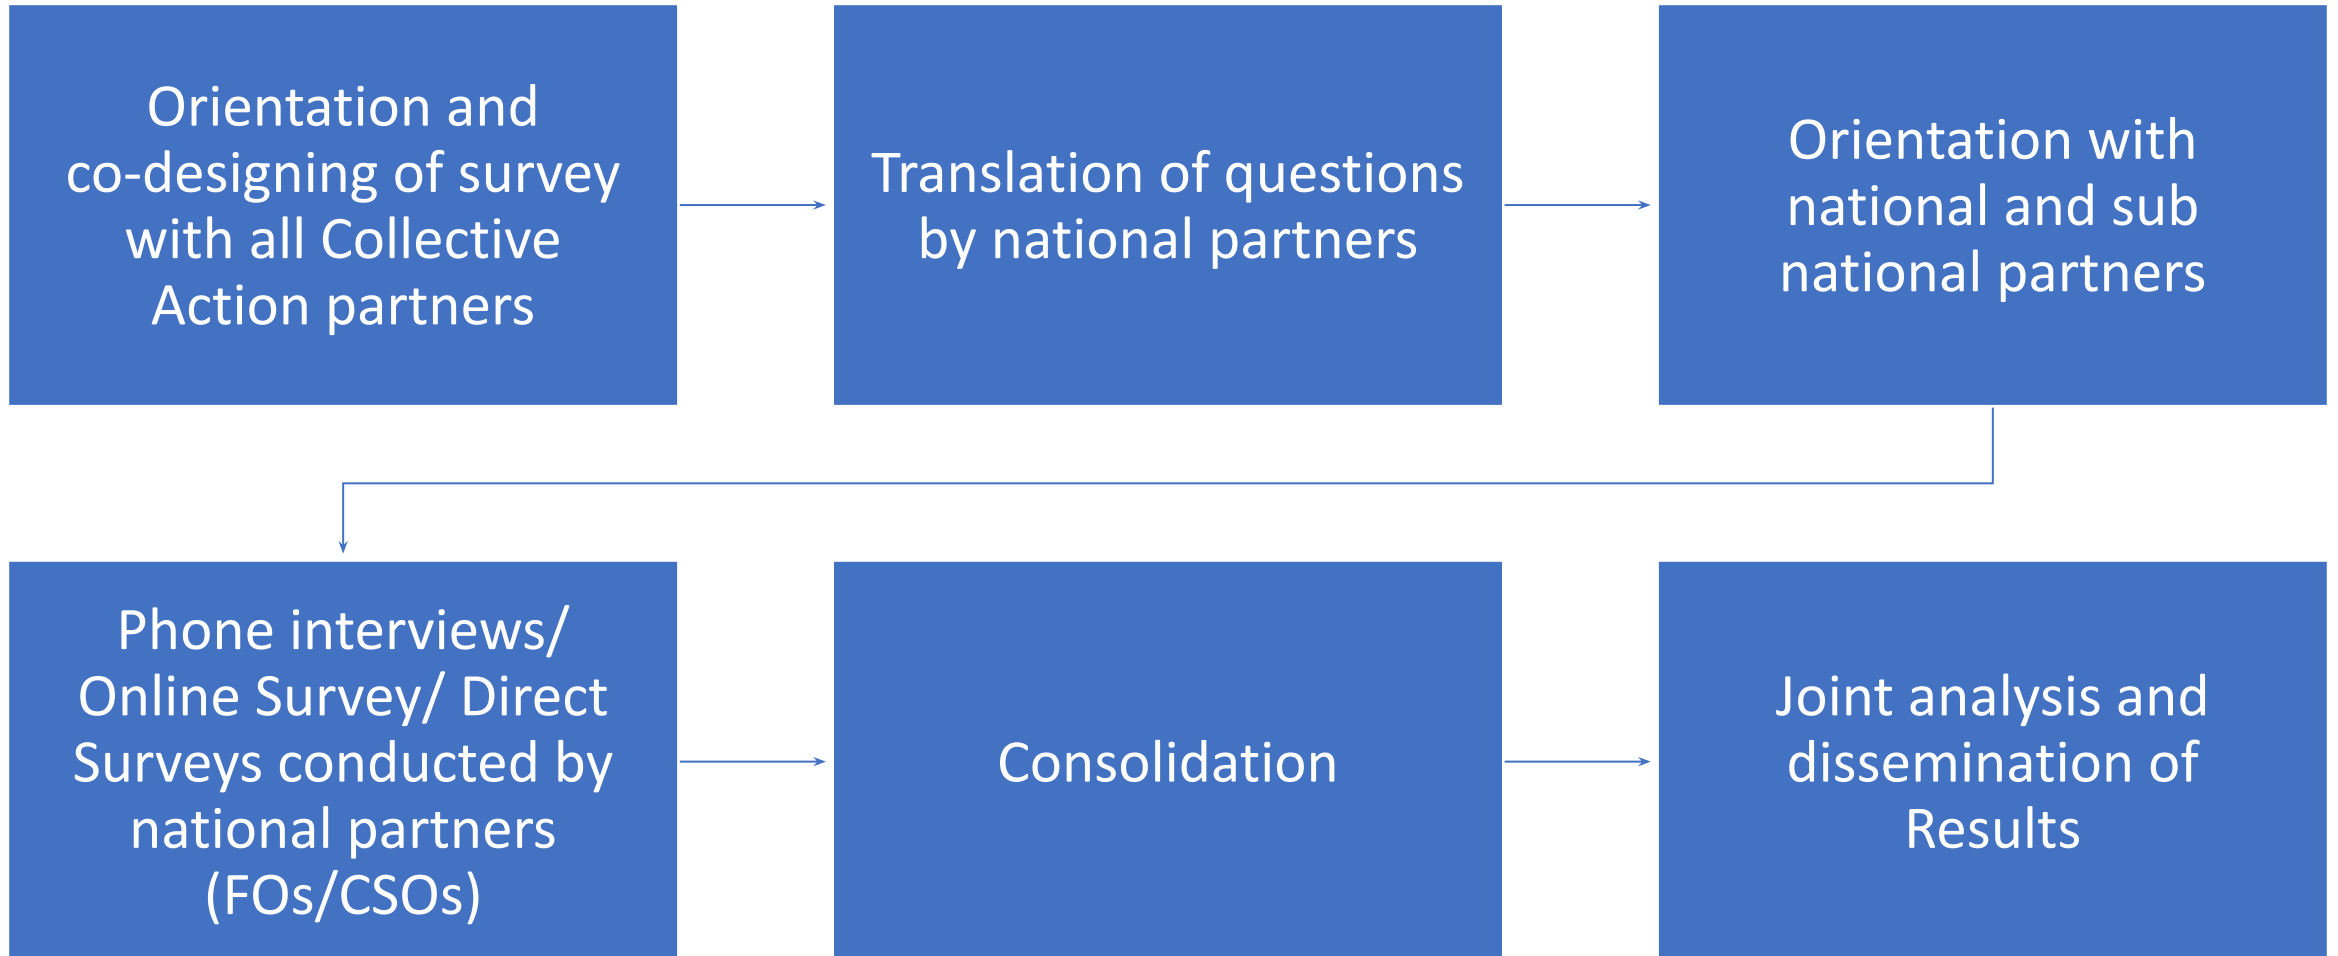 Orientation and
co-designing of survey
with all Collective
Action partners
Translation of questions
by national partners
Orientation with
national and sub
national partners
Phone interviews/
Online Survey/ Direct
Surveys conducted by
national partners
(FOs/CSOs)
Consolidation
Joint analysis and
dissemination of
Results